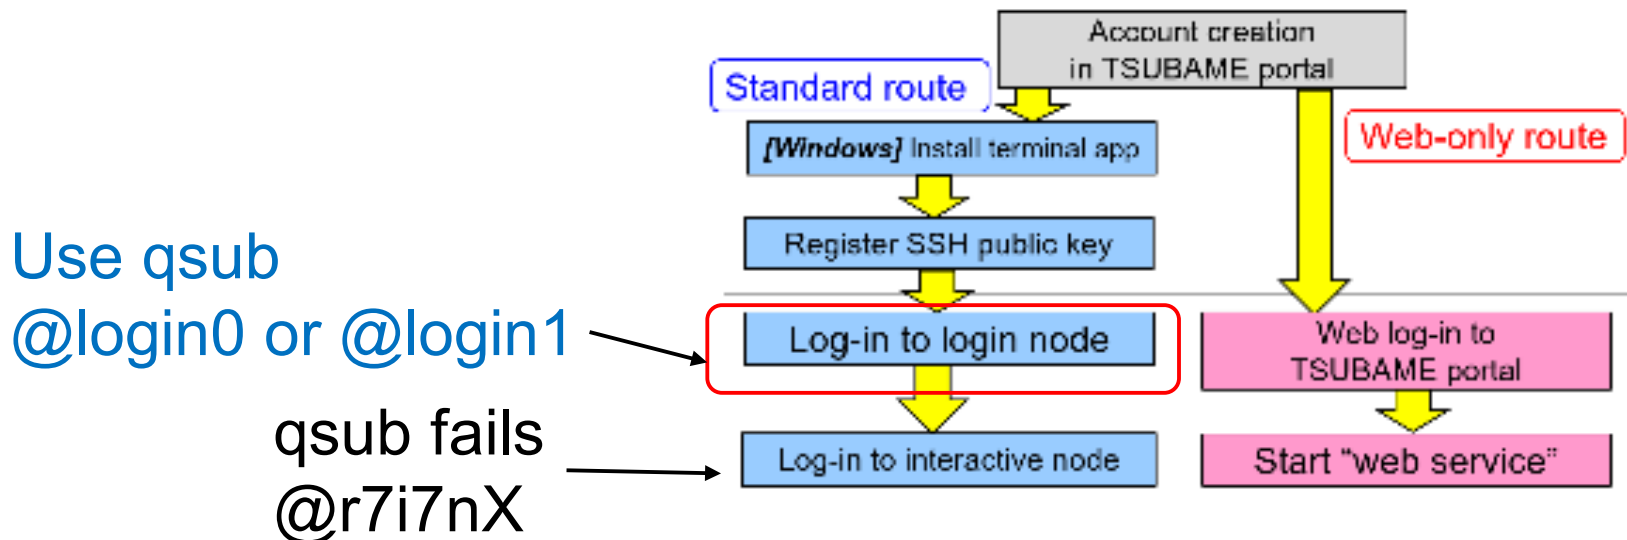 Account creation
in TSUBAME portal
Standard route
Web-only route
[Windows] Install terminal app
Register SSH public key
Use qsub
@login0 or @login1
Log-in to login node
Web log-in to
TSUBAME portal
qsub fails
@r7i7nX
Log-in to interactive node
Start “web service”